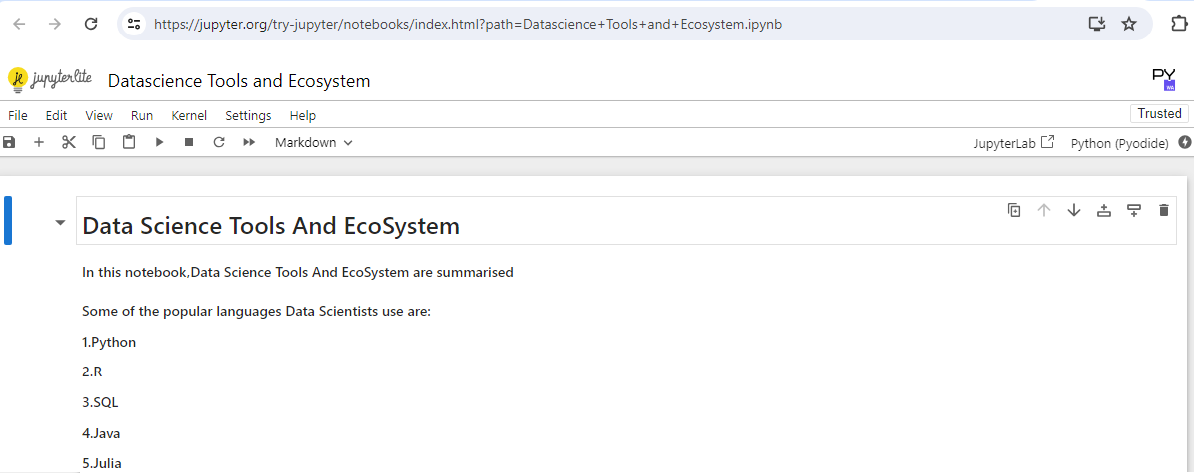 https://jupyter.org/try-jupyter/notebooks/index.html?path=Datascience+Tools+and+Ecosystem.ipynb
jupyterlite Datascience Tools and Ecosystem PY WA
File Edit View Run Kernel Settings Help Trusted
Markdown JupyterLab Python (Pyodide)
Data Science Tools And EcoSystem
In this notebook,Data Science Tools And EcoSystem are summarised
Some of the popular languages Data Scientists use are:
1.Python
2.R
3.SQL
4.Java
5.Julia